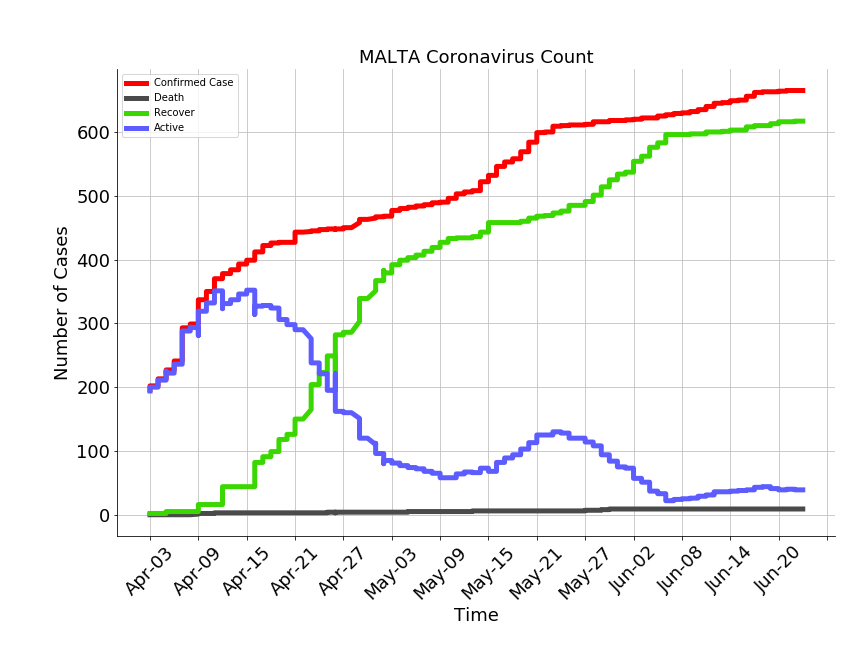 MALTA Coronavirus Count
Confirmed Case
Death
Recover
Active
Number of Cases
600
500
400
300
200
100
0
Apr-03
Apr-09
Apr-15
Apr-21
Apr-27
May-03
May-09
May-15
May-21
May-27
Jun-02
Jun-08
Jun-14
Jun-20
Time